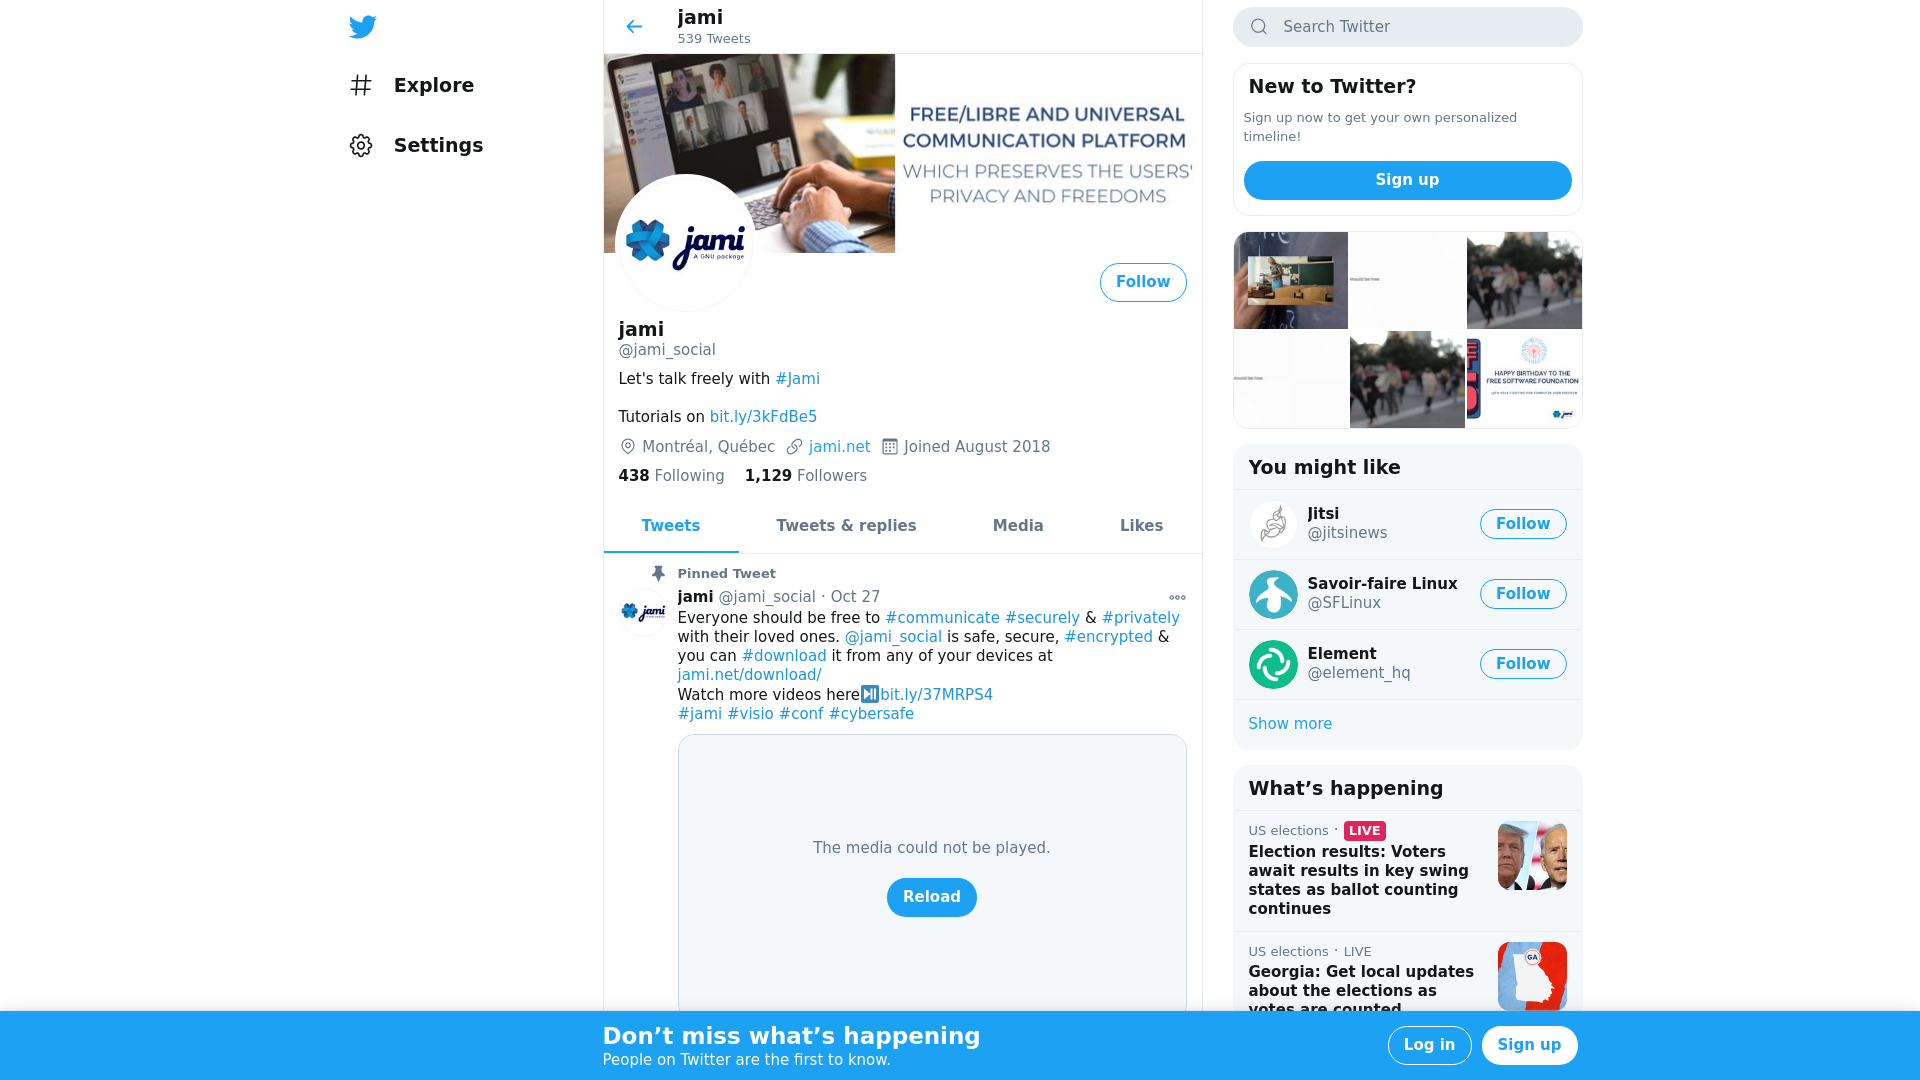 Explore
Settings
jami
539 Tweets
FREE/LIBRE AND UNIVERSAL
COMMUNICATION PLATFORM
WHICH PRESERVES THE USERS'
PRIVACY AND FREEDOMS
jami
A GNU package
Follow
jami
@jami_social
Let's talk freely with #Jami
Tutorials on bit.ly/3kFdBe5
Montréal, Québec jami.net Joined August 2018
438 Following 1,129 Followers
Tweets Tweets & replies Media Likes
Pinned Tweet
jami @jami_social · Oct 27
jami
Everyone should be free to #communicate #securely & #privately
with their loved ones. @jami_social is safe, secure, #encrypted &
you can #download it from any of your devices at
jami.net/download/
Watch more videos here⏯bit.ly/37MRPS4
#jami #visio #conf #cybersafe
The media could not be played.
Reload
Search Twitter
New to Twitter?
Sign up now to get your own personalized
timeline!
Sign up
should be free
should be free
HAPPY BIRTHDAY TO THE
FREE SOFTWARE FOUNDATION
jami
You might like
Jitsi
@jitsinews
Follow
Savoir-faire Linux
@SFLinux
Follow
Element
@element_hq
Follow
Show more
What’s happening
US elections · LIVE
Election results: Voters
await results in key swing
states as ballot counting
continues
US elections · LIVE
GA
Georgia: Get local updates
about the elections as
votes are counted
Don’t miss what’s happening
People on Twitter are the first to know.
Log in
Sign up